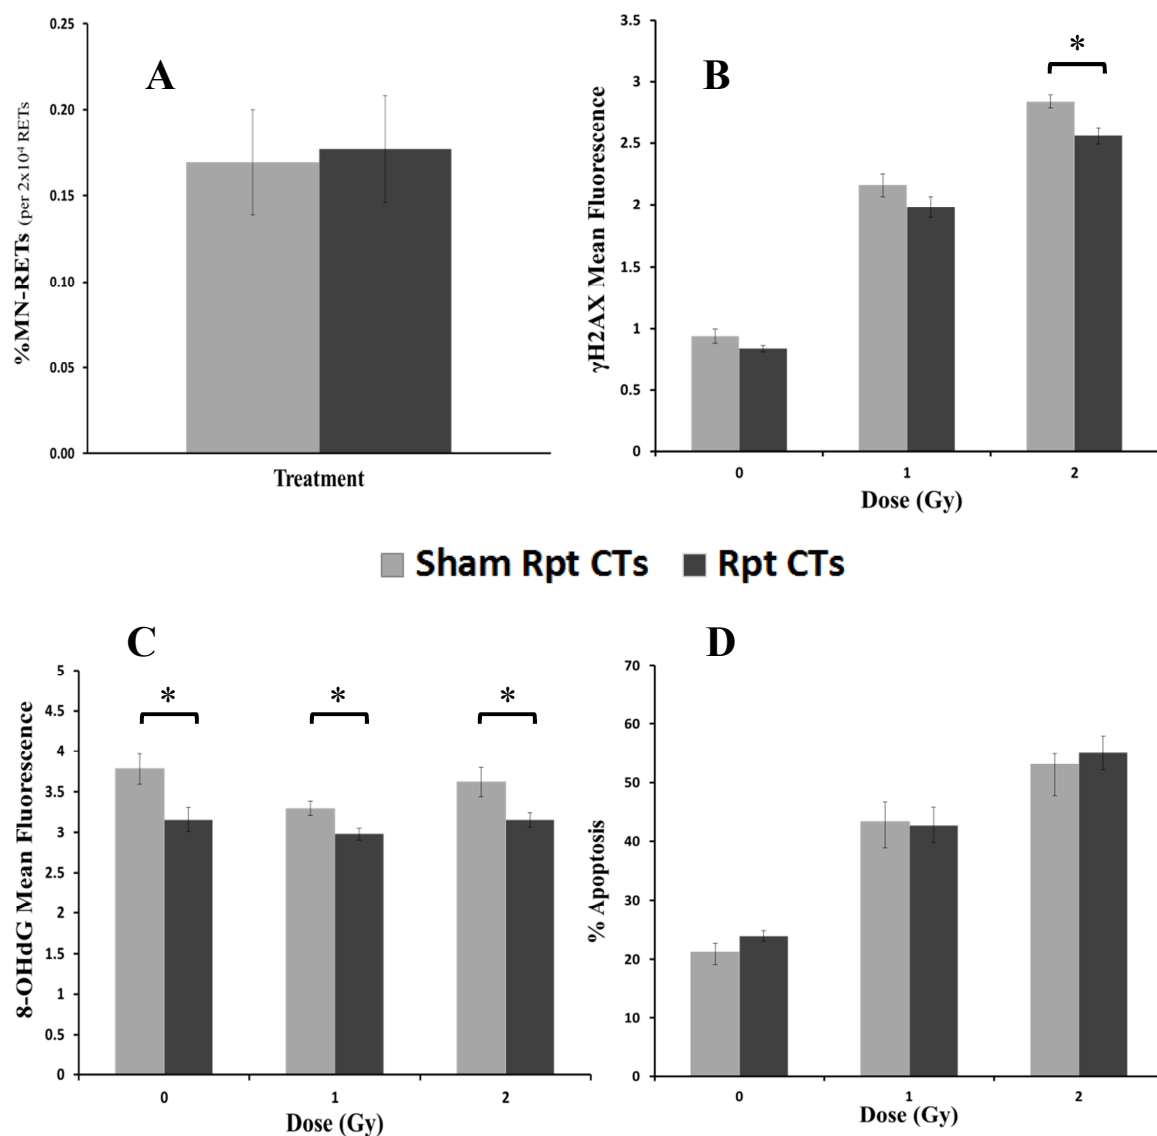 A
%MN-RETs (per 2x10⁴ RETs
0.25
0.20
0.15
0.10
0.05
0.00
Treatment
B
*
γH2AX Mean Fluorescence
3.5
3
2.5
2
1.5
1
0.5
0
0 1 2
Dose (Gy)
Sham Rpt CTs Rpt CTs
C
* * *
8-OHdG Mean Fluorescence
5
4.5
4
3.5
3
2.5
2
1.5
1
0.5
0
0 1 2
Dose (Gy)
D
% Apoptosis
70
60
50
40
30
20
10
0
0 1 2
Dose (Gy)